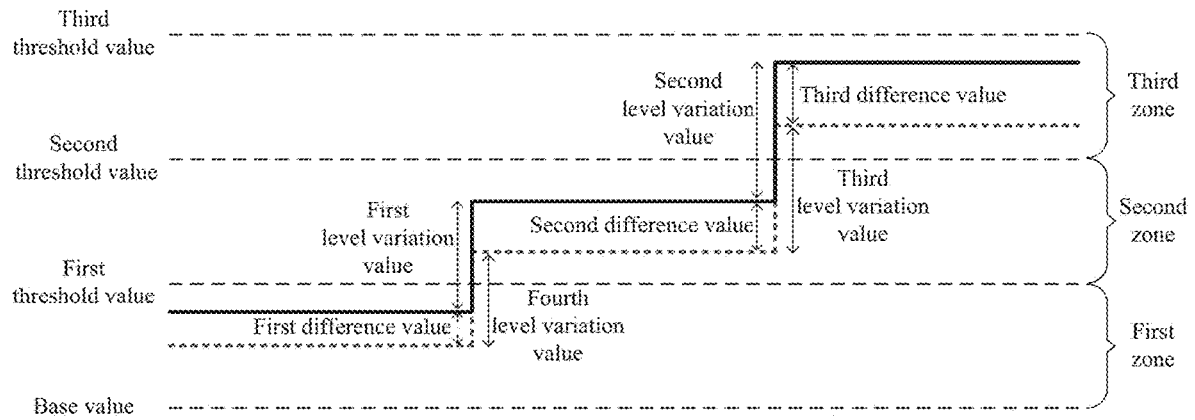 Third
threshold value
Second
level variation
value
Third difference value
Third
zone
Second
threshold value
First
level variation
value
Second difference value
Third
level variation
value
Second
zone
First
threshold value
First difference value
Fourth
level variation
value
First
zone
Base value